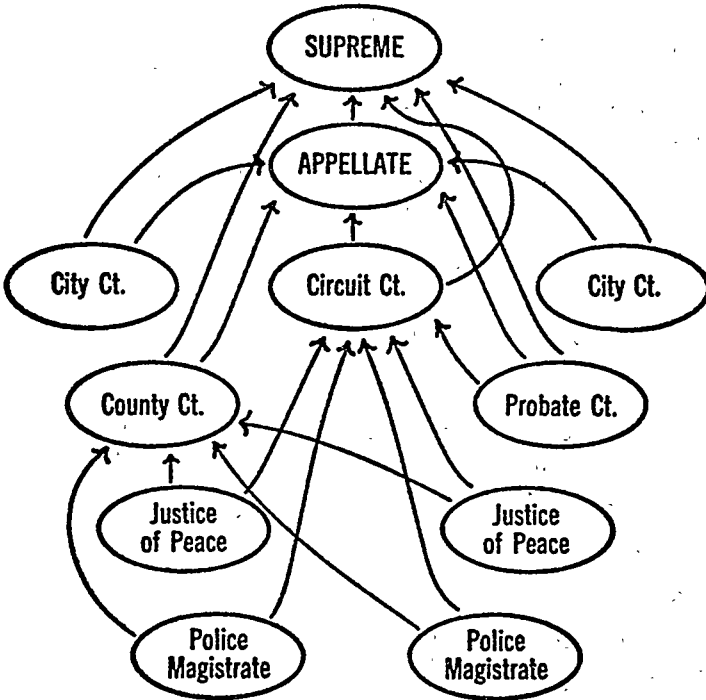 SUPREME
APPELLATE
City Ct.
Circuit Ct.
City Ct.
County Ct.
Probate Ct.
Justice
of Peace
Justice
of Peace
Police
Magistrate
Police
Magistrate